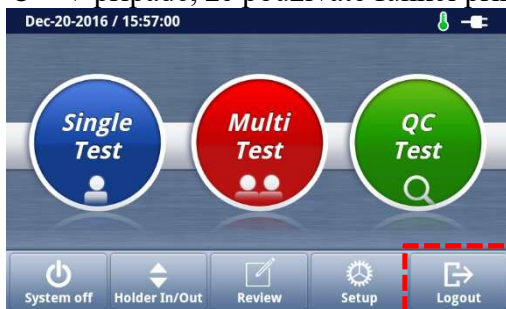 Dec-20-2016 / 15:57:00
Single
Test
Multi
Test
QC
Test
System off
Holder In/Out
Review
Setup
Logout